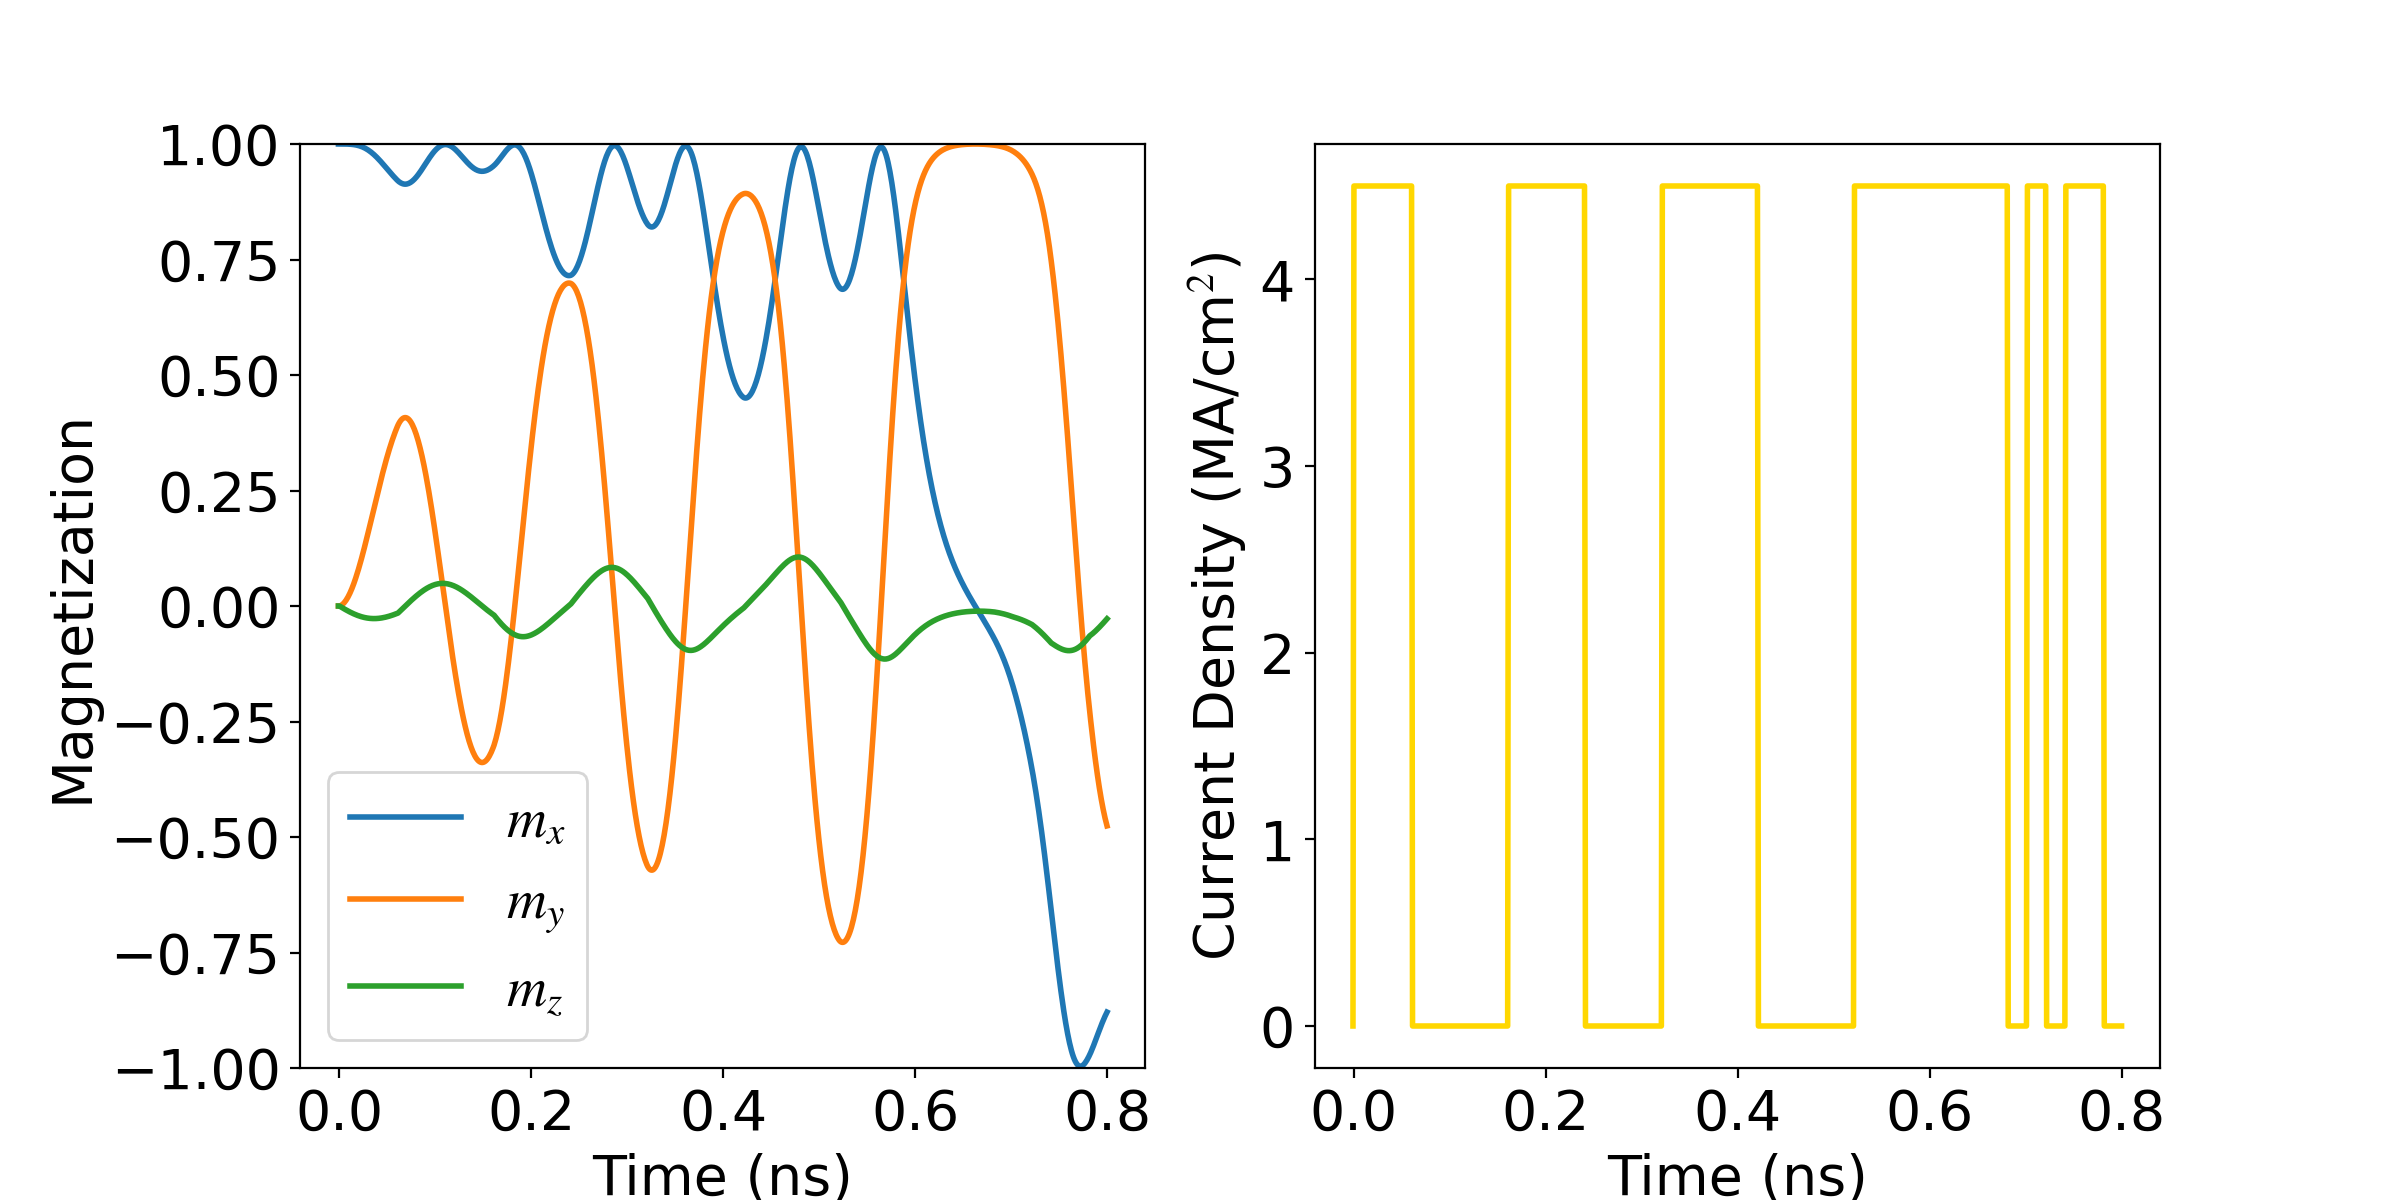 Magnetization
1.00
0.75
0.50
0.25
0.00
−0.25
−0.50
−0.75
−1.00
m_x
m_y
m_z
0.0 0.2 0.4 0.6 0.8
Time (ns)
Current Density (MA/cm²)
4
3
2
1
0
0.0 0.2 0.4 0.6 0.8
Time (ns)